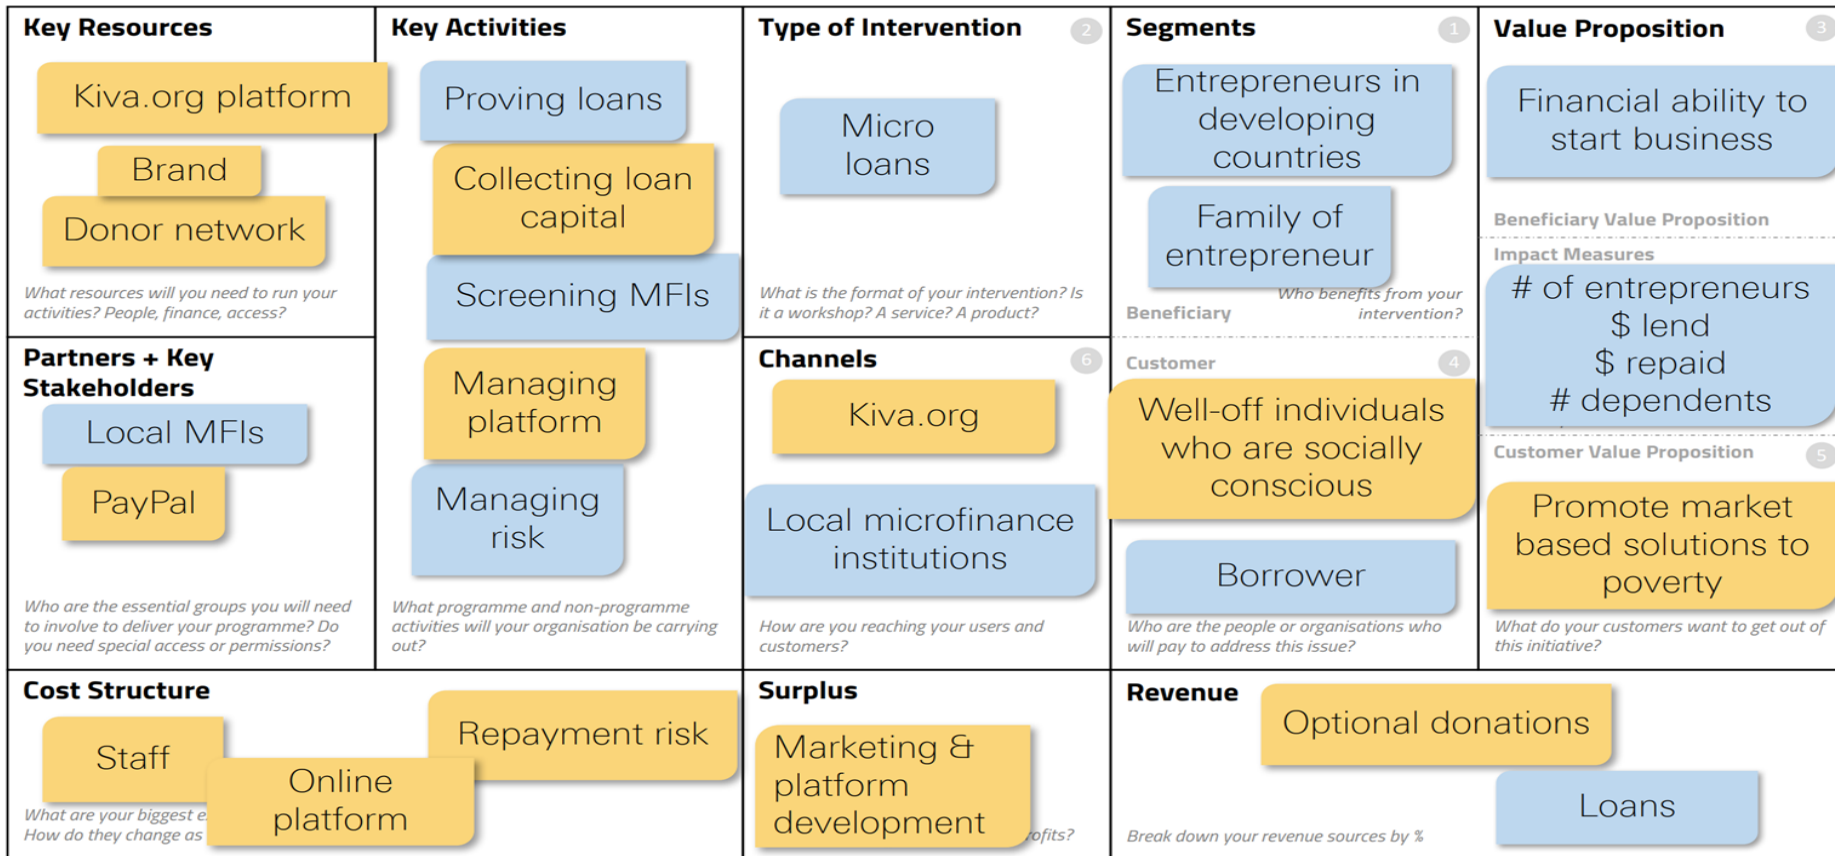 Key Resources
Kiva.org platform
Brand
Donor network
What resources will you need to run your
activities? People, finance, access?
Partners + Key
Stakeholders
Local MFIs
PayPal
Who are the essential groups you will need
to involve to deliver your programme? Do
you need special access or permissions?
Key Activities
Proving loans
Collecting loan
capital
Screening MFIs
Managing
platform
Managing
risk
What programme and non-programme
activities will your organisation be carrying
out?
Type of Intervention
2
Micro
loans
What is the format of your intervention? Is
it a workshop? A service? A product?
Channels
6
Kiva.org
Local microfinance
institutions
How are you reaching your users and
customers?
Segments
1
Entrepreneurs in
developing
countries
Family of
entrepreneur
Who benefits from your
intervention?
Beneficiary
Customer
4
Well-off individuals
who are socially
conscious
Borrower
Who are the people or organisations who
will pay to address this issue?
Value Proposition
3
Financial ability to
start business
Beneficiary Value Proposition
Impact Measures
# of entrepreneurs
$ lend
$ repaid
# dependents
Customer Value Proposition
5
Promote market
based solutions to
poverty
What do your customers want to get out of
this initiative?
Cost Structure
Staff
Online
platform
Repayment risk
What are your biggest
How do they change as
Surplus
Marketing &
platform
development
Revenue
Optional donations
Loans
Break down your revenue sources by %